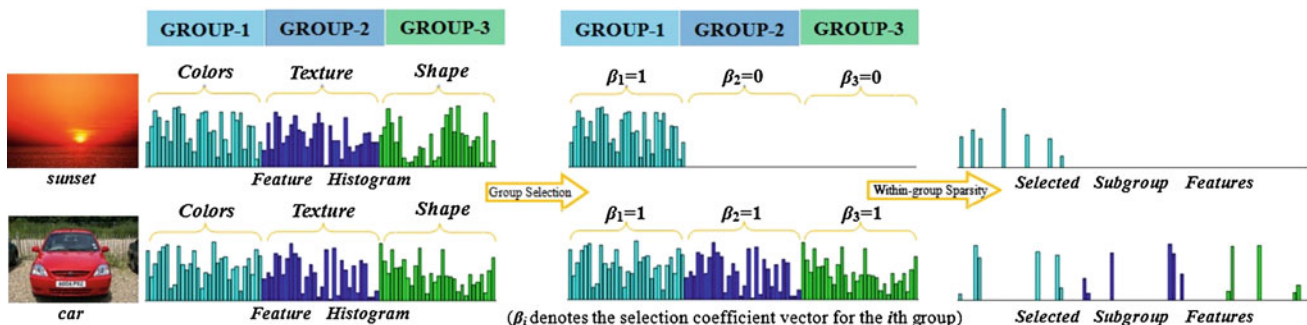 GROUP-1 GROUP-2 GROUP-3 GROUP-1 GROUP-2 GROUP-3
Colors Texture Shape β1=1 β2=0 β3=0
sunset Feature Histogram Group Selection Within-group Sparsity Selected Subgroup Features
Colors Texture Shape β1=1 β2=1 β3=1
car Feature Histogram (βi denotes the selection coefficient vector for the ith group) Selected Subgroup Features